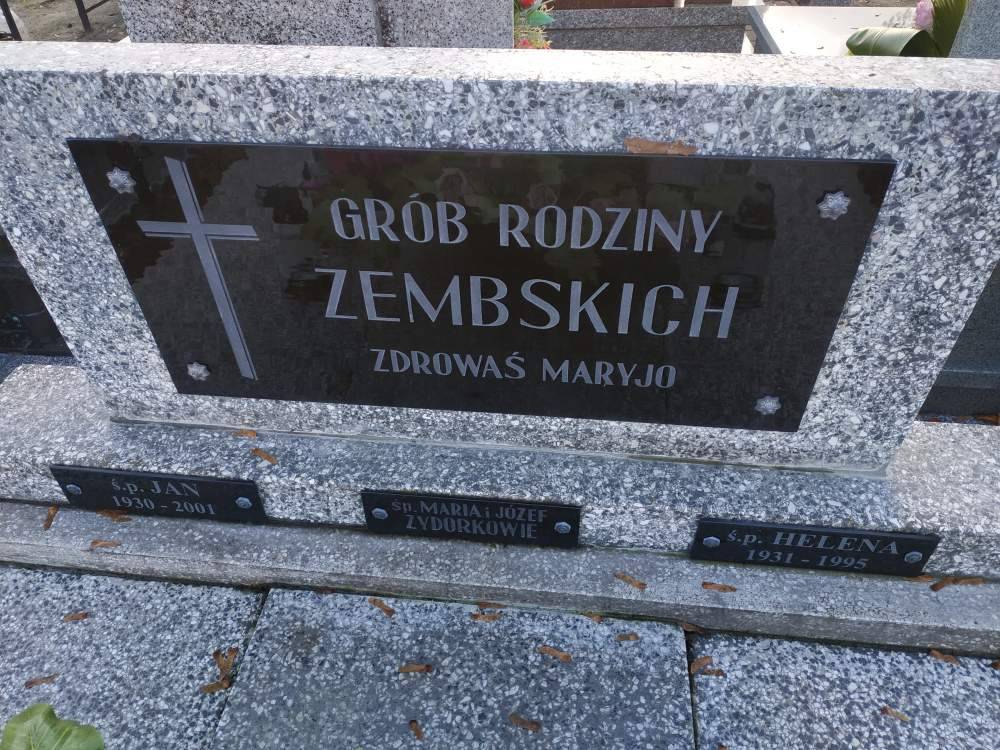 GRÓB RODZINY
ZEMBSKICH
ZDROWAŚ MARYJO
ś.p. JAN
1930 - 2001
śp. MARIA i JÓZEF
ZYDORKOWIE
ś.p. HELENA
1931 - 1995